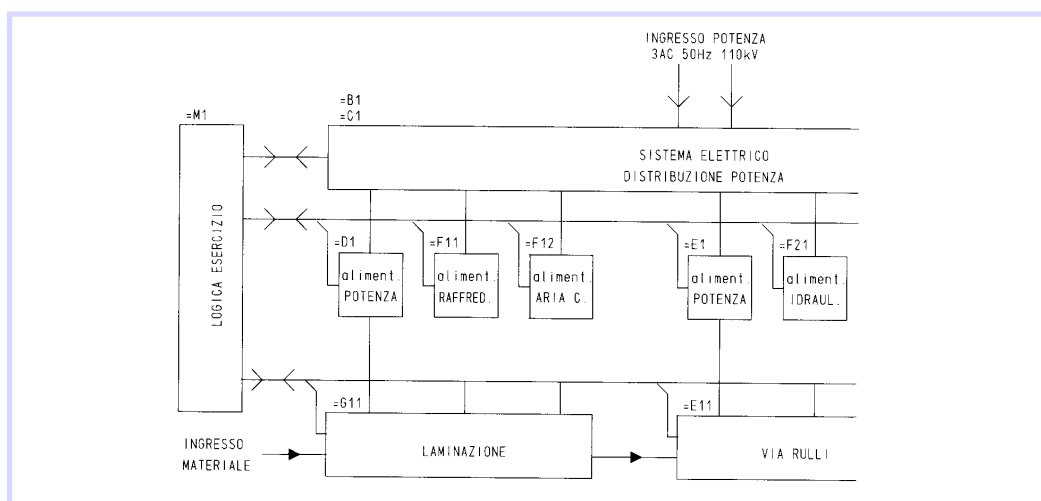 INGRESSO POTENZA
3AC 50Hz 110kV
=B1
=M1
=C1
SISTEMA ELETTRICO
DISTRIBUZIONE POTENZA
LOGICA ESERCIZIO
=D1
=F11
=F12
=E1
=F21
aliment.
POTENZA
aliment.
RAFFRED.
aliment.
ARIA C.
aliment.
POTENZA
aliment.
IDRAUL.
=G11
=E11
INGRESSO
MATERIALE
LAMINAZIONE
VIA RULLI